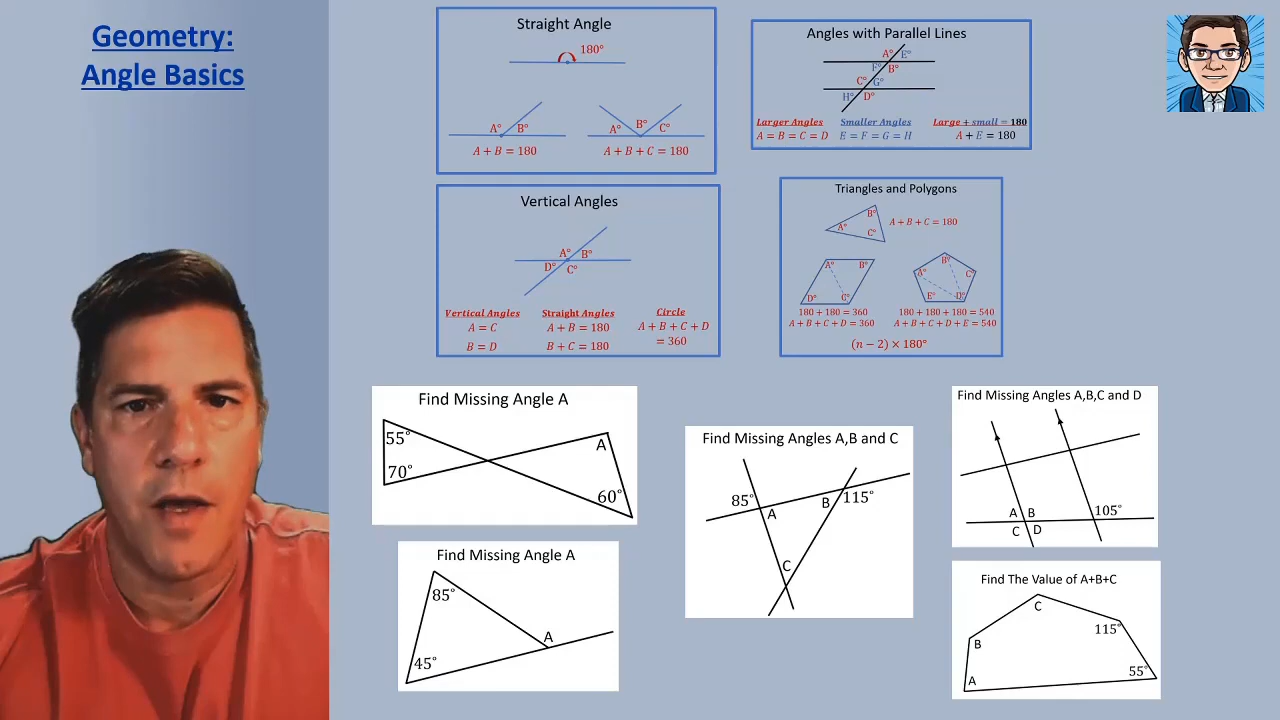 Geometry:
Angle Basics
Straight Angle
180°
A° B°
A° B° C°
A + B = 180
A + B + C = 180
Vertical Angles
A° B°
D° C°
Vertical Angles
A = C
B = D
Straight Angles
A + B = 180
B + C = 180
Circle
A + B + C + D
= 360
Angles with Parallel Lines
A° E°
F° B°
C° G°
H° D°
Larger Angles
A = B = C = D
Smaller Angles
E = F = G = H
Large + small = 180
A + E = 180
Triangles and Polygons
B°
A° C°
A + B + C = 180
A° B°
D° C°
180 + 180 = 360
A + B + C + D = 360
B°
A° C°
E° D°
180 + 180 + 180 = 540
A + B + C + D + E = 540
(n − 2) × 180°
Find Missing Angle A
55°
70°
A
60°
Find Missing Angle A
85°
A
45°
Find Missing Angles A,B and C
85°
A
B
115°
C
Find Missing Angles A,B,C and D
A B
C D
105°
Find The Value of A+B+C
C
115°
B
55°
A